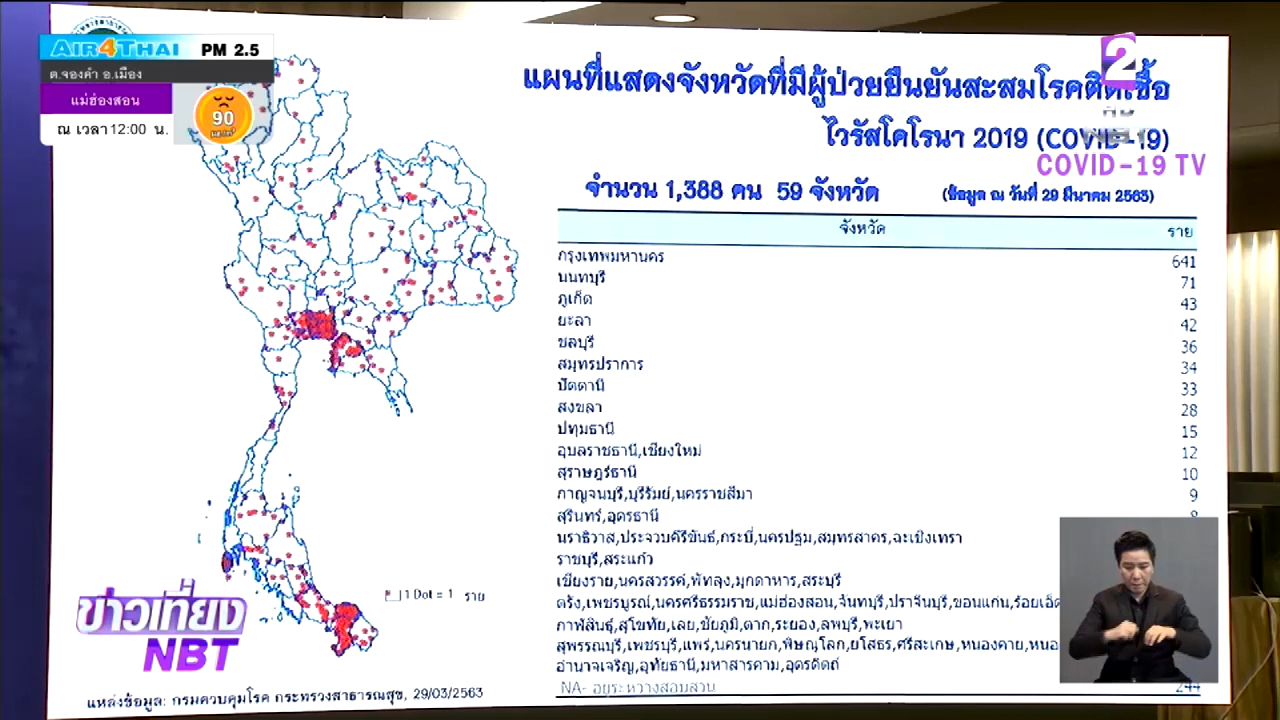 AIR4THAI PM 2.5
ต.จองคำ อ.เมือง
แม่ฮ่องสอน
ณ เวลา 12:00 น.
90
2
COVID-19 TV
แผนที่แสดงจังหวัดที่มีผู้ป่วยยืนยันสะสมโรคติดเชื้อ
ไวรัสโคโรนา 2019 (COVID-19)
จำนวน 1,388 คน 59 จังหวัด (ข้อมูล ณ วันที่ 29 มีนาคม 2563)
จังหวัด ราย
กรุงเทพมหานคร 641
นนทบุรี 71
ภูเก็ต 43
ยะลา 42
ชลบุรี 36
สมุทรปราการ 34
ปัตตานี 33
สงขลา 28
ปทุมธานี 15
อุบลราชธานี,เชียงใหม่ 12
สุราษฎร์ธานี 10
กาญจนบุรี,บุรีรัมย์,นครราชสีมา 9
สุรินทร์,อุดรธานี 8
นราธิวาส,ประจวบคีรีขันธ์,กระบี่,นครปฐม,สมุทรสาคร,ฉะเชิงเทรา
ราชบุรี,สระแก้ว
เชียงราย,นครสวรรค์,พัทลุง,มุกดาหาร,สระบุรี
ตรัง,เพชรบูรณ์,นครศรีธรรมราช,แม่ฮ่องสอน,จันทบุรี,ปราจีนบุรี,ขอนแก่น,ร้อยเอ็ด
กาฬสินธุ์,สุโขทัย,เลย,ชัยภูมิ,ตาก,ระยอง,ลพบุรี,พะเยา
สุพรรณบุรี,เพชรบุรี,แพร่,นครนายก,พิษณุโลก,ยโสธร,ศรีสะเกษ,หนองคาย,หนอง
อำนาจเจริญ,อุทัยธานี,มหาสารคาม,อุตรดิตถ์
NA- อยู่ระหว่างสอบสวน 244
1 Dot = 1 ราย
ข่าวเที่ยง
NBT
แหล่งข้อมูล: กรมควบคุมโรค กระทรวงสาธารณสุข, 29/03/2563